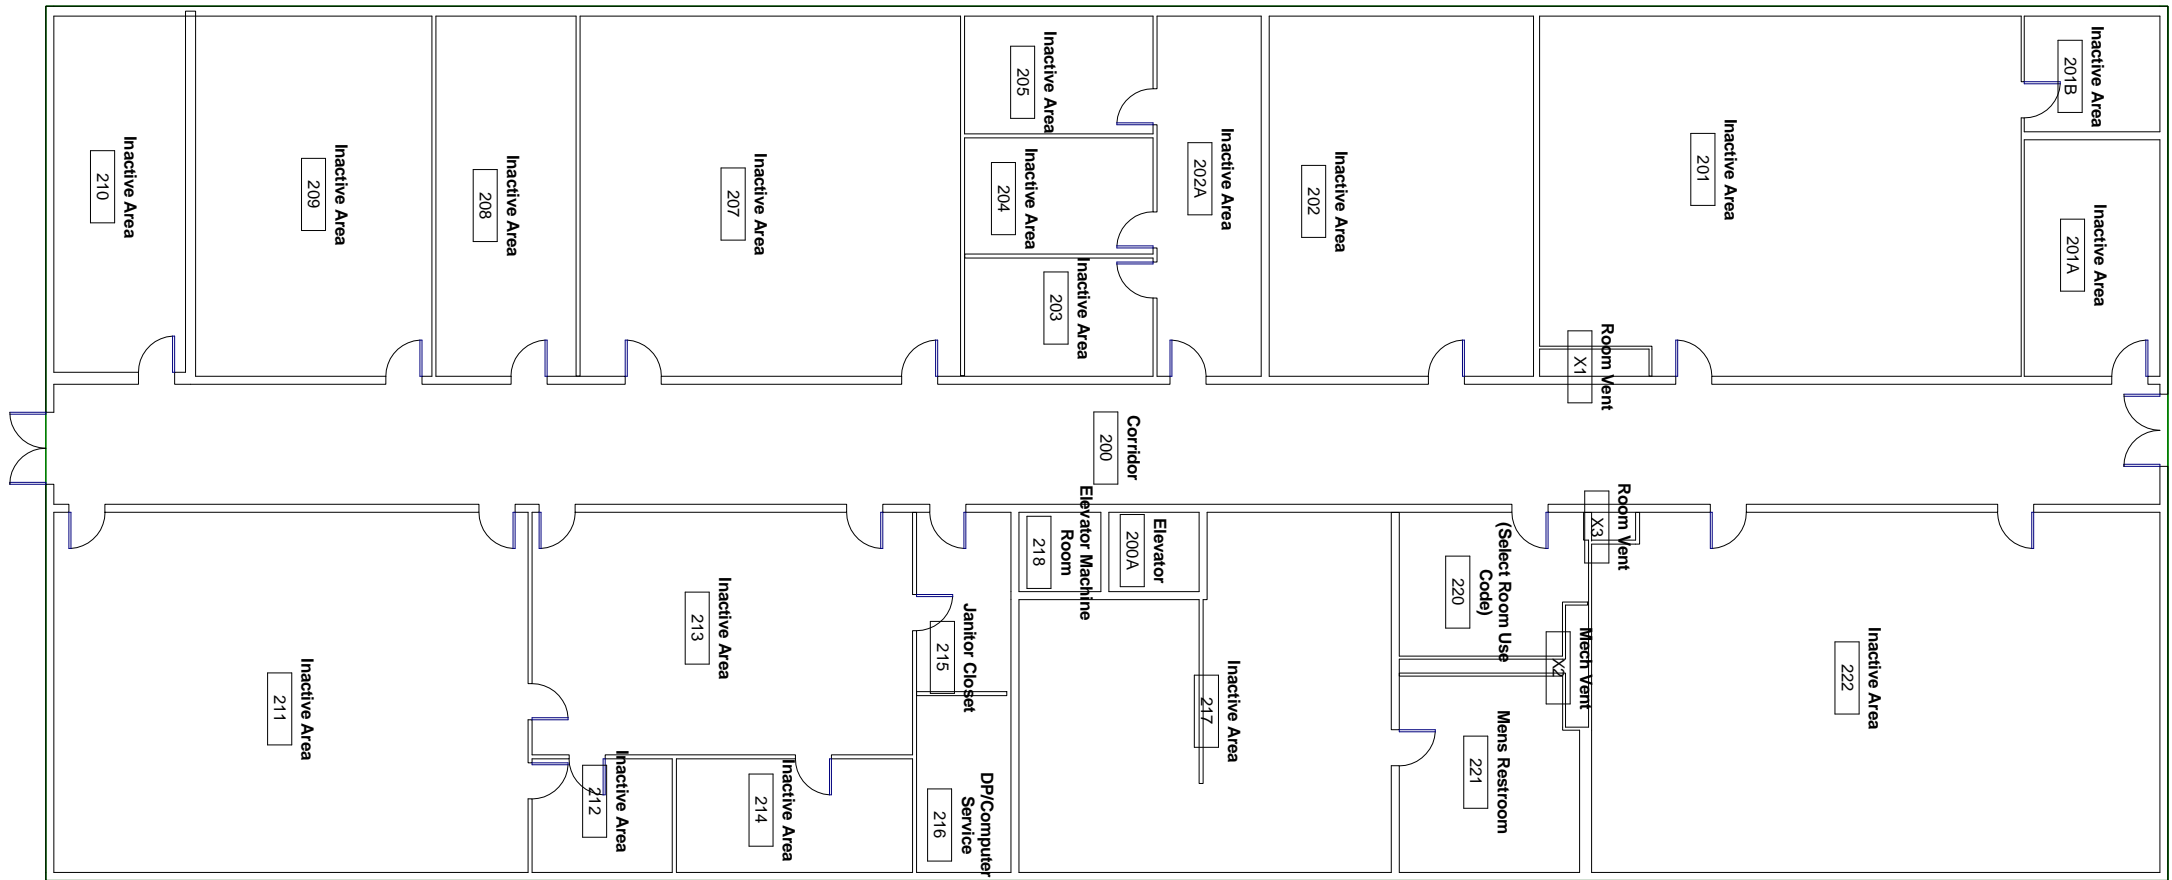 Inactive Area
210
Inactive Area
209
Inactive Area
208
Inactive Area
207
Inactive Area
205
Inactive Area
204
Inactive Area
203
Inactive Area
202A
Inactive Area
202
Inactive Area
201
Inactive Area
201B
Inactive Area
201A
Room Vent
X1
Corridor
200
Room Vent
X3
Inactive Area
211
Inactive Area
213
Inactive Area
212
Inactive Area
214
Janitor Closet
215
DP/Computer
Service
216
Elevator Machine
Room
218
Elevator
200A
Inactive Area
217
(Select Room Use
Code)
220
Mech Vent
X2
Mens Restroom
221
Inactive Area
222